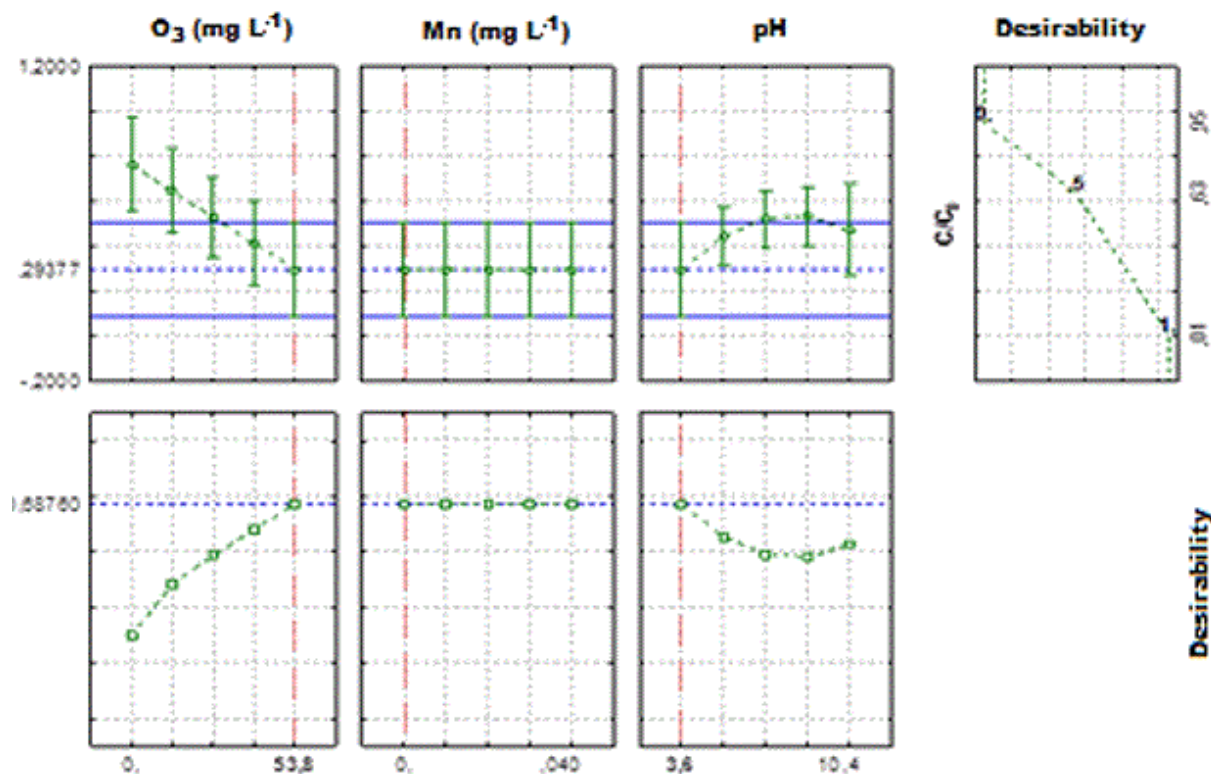 O₃ (mg L⁻¹) Mn (mg L⁻¹) pH Desirability
1,2000
,29377
-,2000
0,
,5
1,
C/C₀
,95
,63
,01
,68760
Desirability
0, 53,8 0, ,040 3,6 10,4